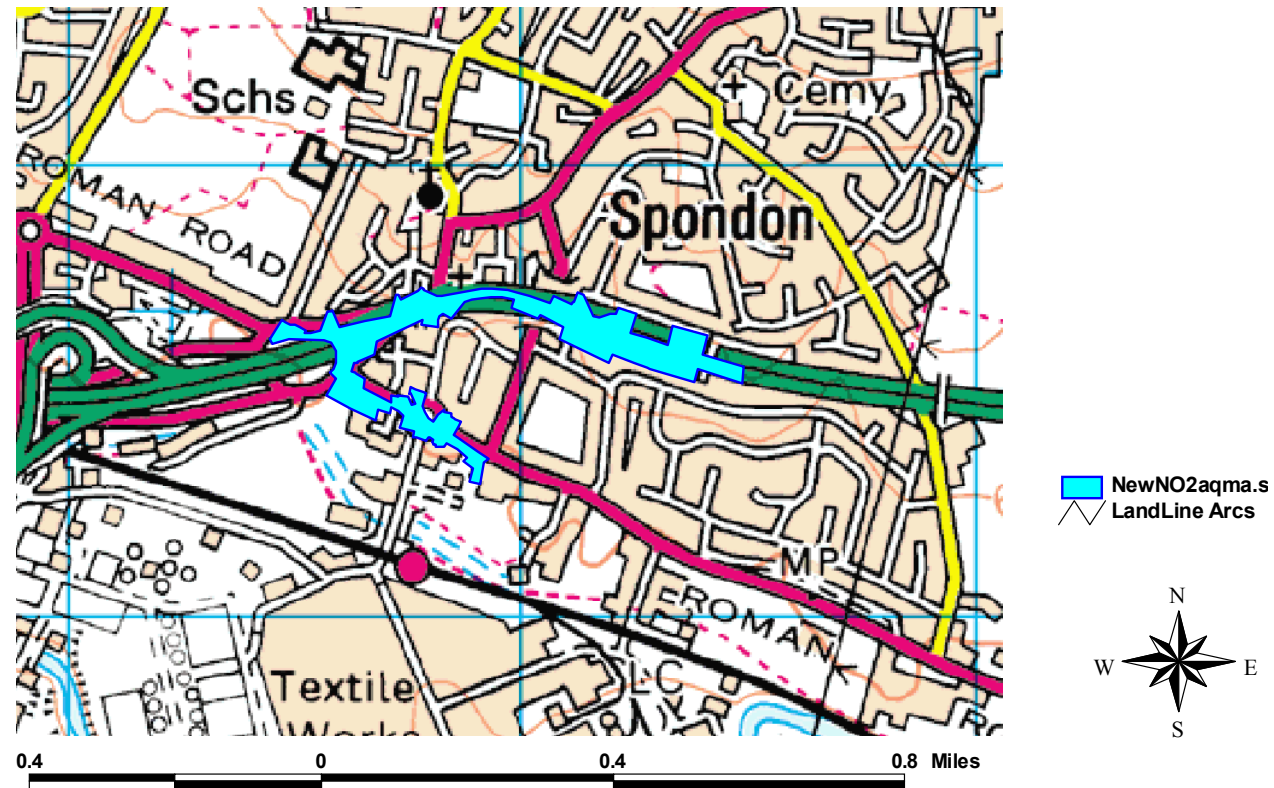 Schs
Cemy
ROMAN ROAD
Spondon
MP
ROMAN
LC
Textile
Works
NewNO2aqma.s
LandLine Arcs
N
W E
S
0.4 0 0.4 0.8 Miles